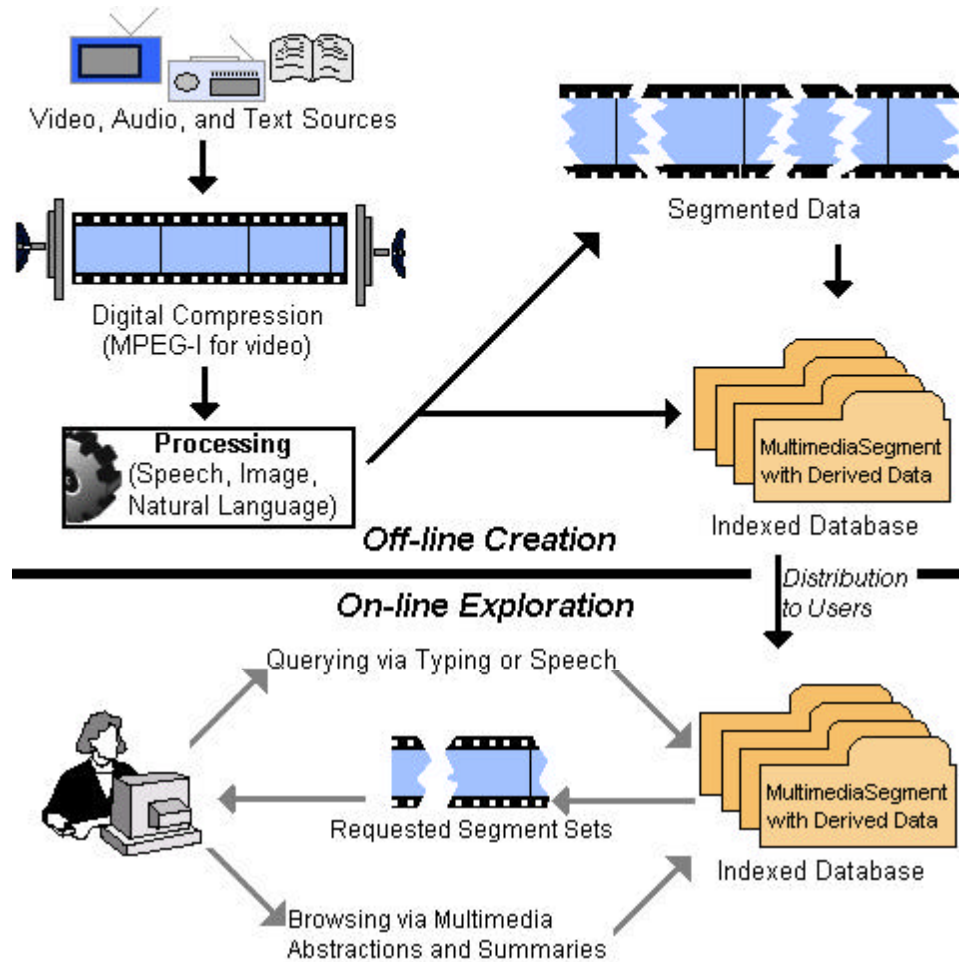 Video, Audio, and Text Sources
Segmented Data
Digital Compression
(MPEG-I for video)
Processing
(Speech, Image,
Natural Language)
MultimediaSegment
with Derived Data
Indexed Database
Off-line Creation
Distribution
to Users
On-line Exploration
Querying via Typing or Speech
Requested Segment Sets
MultimediaSegment
with Derived Data
Indexed Database
Browsing via Multimedia
Abstractions and Summaries